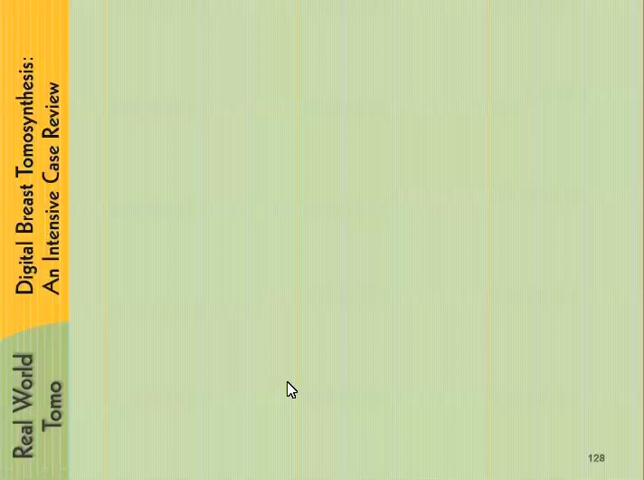 Digital Breast Tomosynthesis:
An Intensive Case Review
Real World
Tomo
128